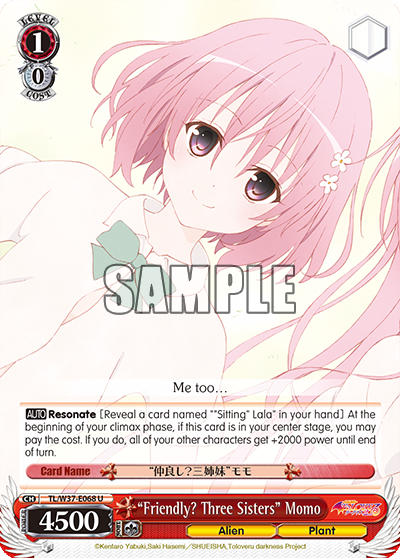 LEVEL
1
0
COST
SAMPLE
Me too…
AUTO Resonate [Reveal a card named ""Sitting" Lala" in your hand] At the
beginning of your climax phase, if this card is in your center stage, you may
pay the cost. If you do, all of your other characters get +2000 power until end
of turn.
Card Name
“仲良し?三姉妹”モモ
CH TL/W37-E068 U
POWER 4500 SOUL
“Friendly? Three Sisters” Momo
Alien
Plant
©Kentaro Yabuki,Saki Hasemi／SHUEISHA,Toloveru darkness Project